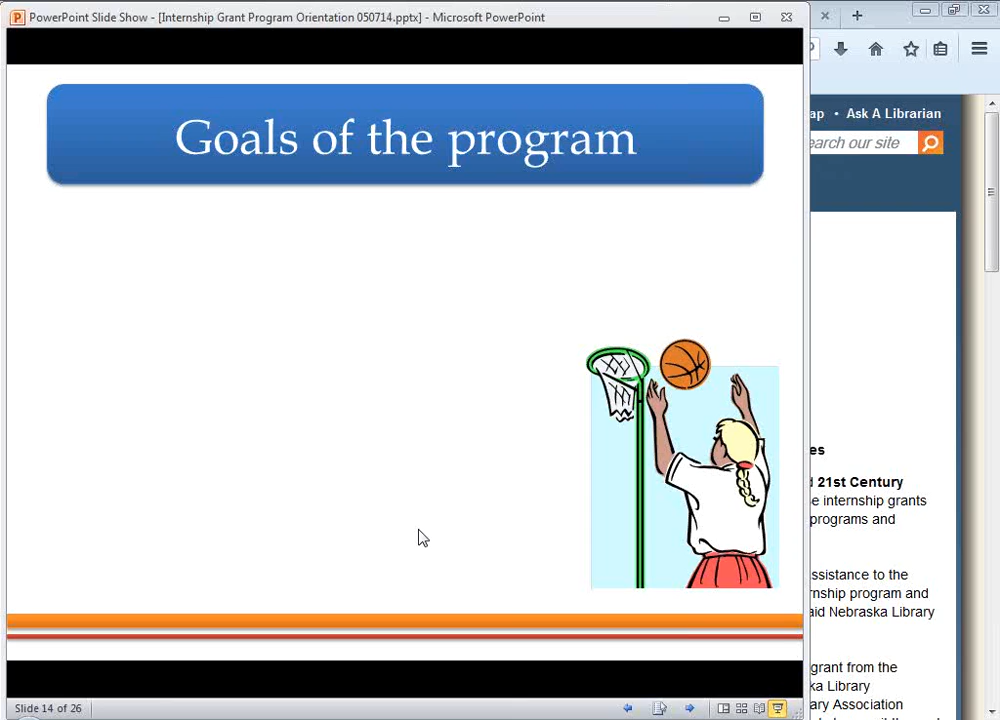 PowerPoint Slide Show - [Internship Grant Program Orientation 050714.pptx] - Microsoft PowerPoint
Goals of the program
Slide 14 of 26
ap • Ask A Librarian
earch our site
es
d 21st Century
e internship grants
programs and
ssistance to the
rnship program and
aid Nebraska Library
grant from the
ka Library
ary Association